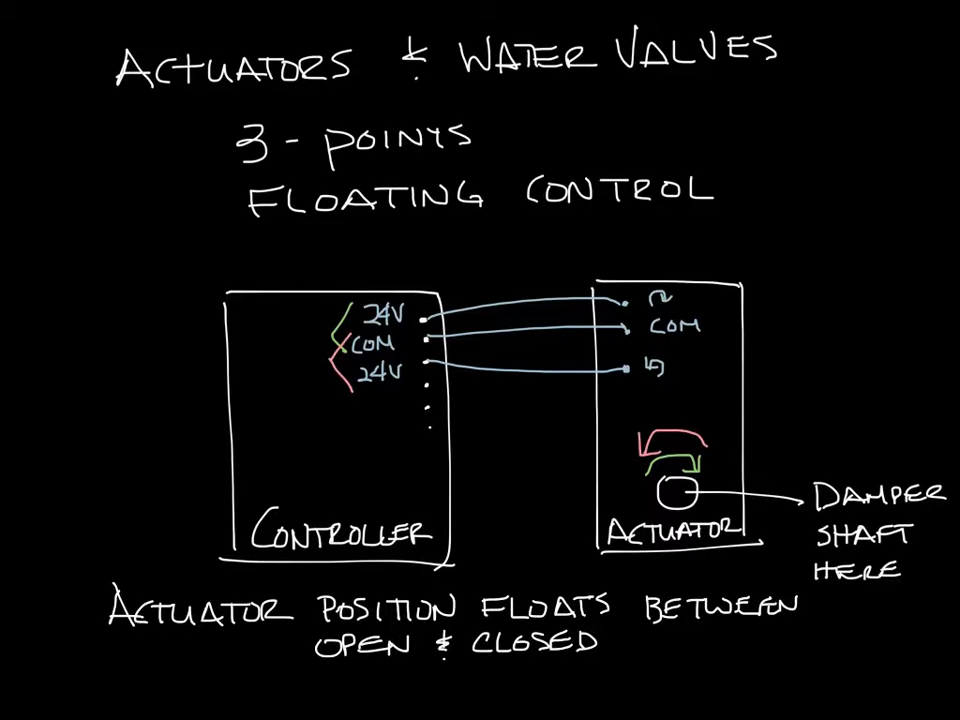 ACTUATORS & WATER VALVES
3-POINTS
FLOATING CONTROL
24V
COM
24V
CONTROLLER
COM
ACTUATOR
DAMPER
SHAFT
HERE
ACTUATOR POSITION FLOATS BETWEEN
OPEN & CLOSED